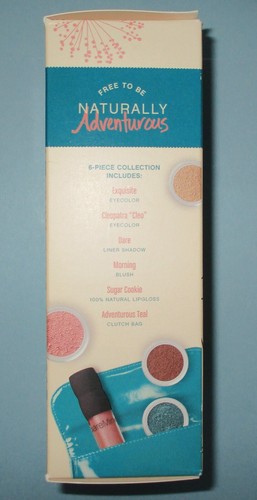 FREE TO BE
NATURALLY
Adventurous
6-PIECE COLLECTION
INCLUDES:
Exquisite
EYECOLOR
Cleopatra "Cleo"
EYECOLOR
Dare
LINER SHADOW
Morning
BLUSH
Sugar Cookie
100% NATURAL LIPGLOSS
Adventurous Teal
CLUTCH BAG